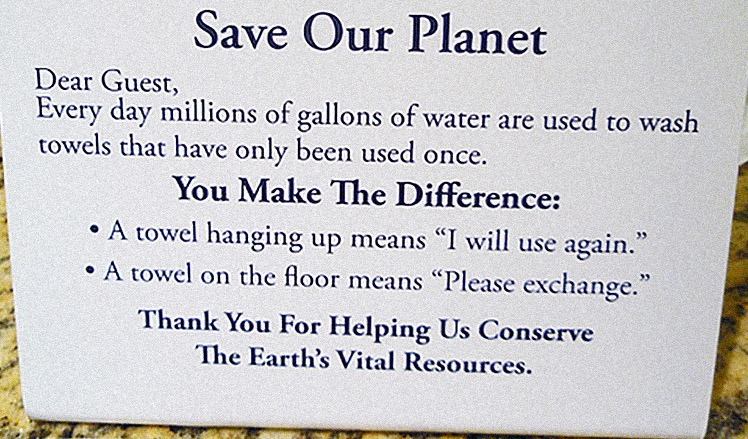 Save Our Planet
Dear Guest,
Every day millions of gallons of water are used to wash
towels that have only been used once.
You Make The Difference:
• A towel hanging up means “I will use again.”
• A towel on the floor means “Please exchange.”
Thank You For Helping Us Conserve
The Earth’s Vital Resources.